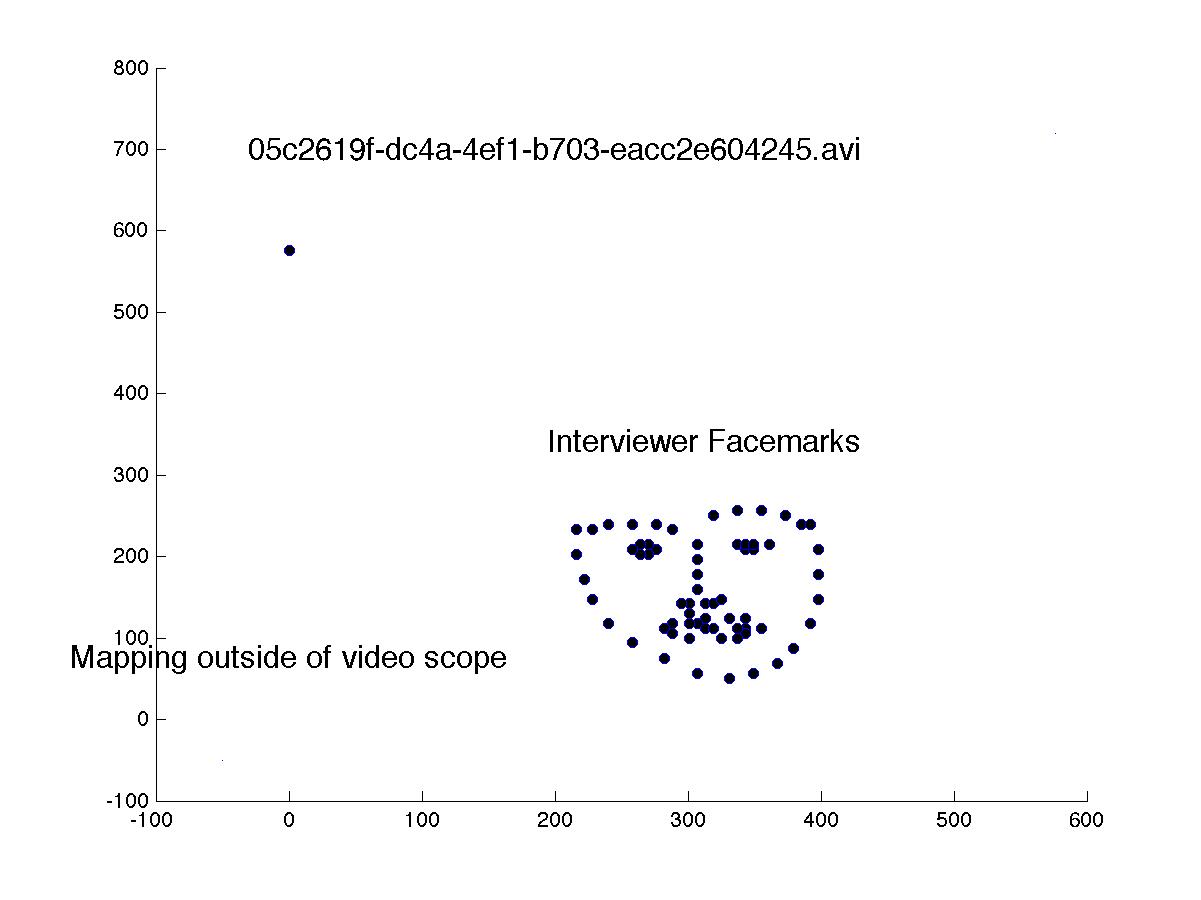 800
700
05c2619f-dc4a-4ef1-b703-eacc2e604245.avi
600
500
400
Interviewer Facemarks
300
200
100
Mapping outside of video scope
0
-100
-100 0 100 200 300 400 500 600